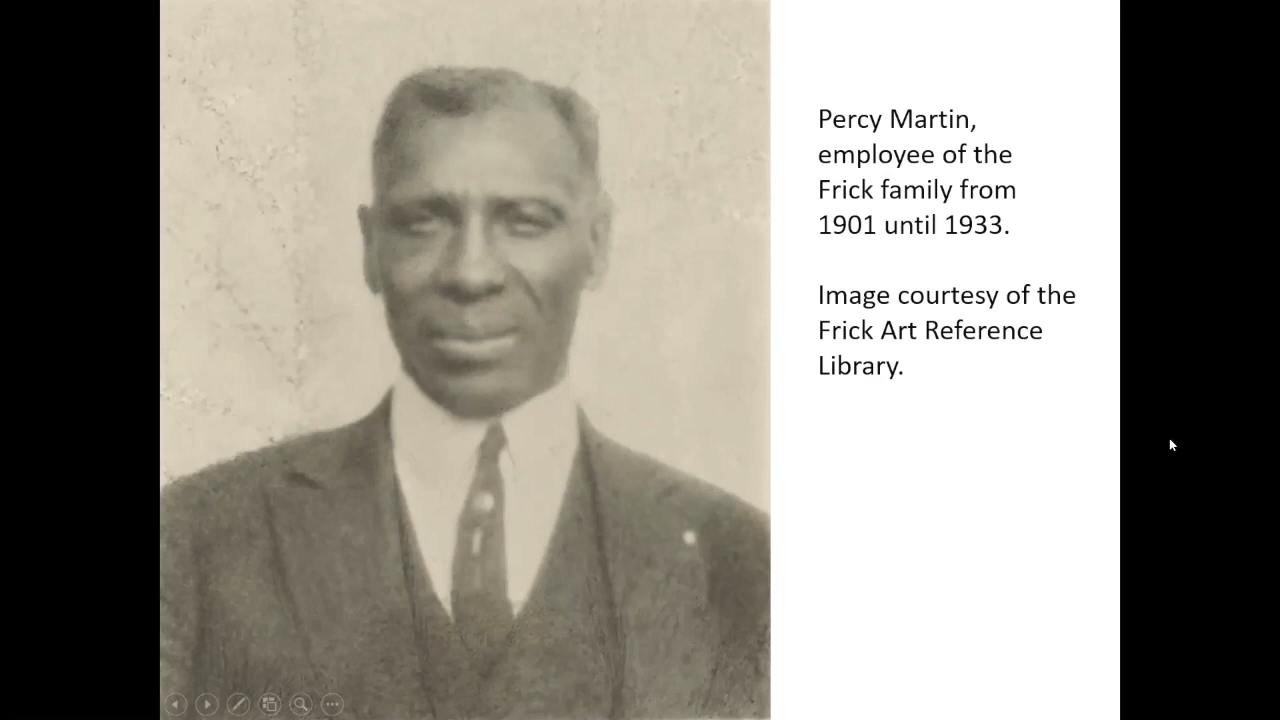 Percy Martin,
employee of the
Frick family from
1901 until 1933.
Image courtesy of the
Frick Art Reference
Library.